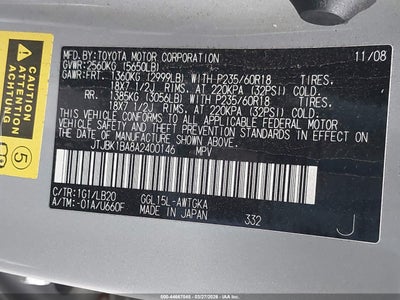 MFD. BY: TOYOTA MOTOR CORPORATION 11/08
GVWR: 2560KG (5650LB)
GAWR: FRT. 1360KG (2999LB) WITH P235/60R18 TIRES.
18X7 1/2J RIMS, AT 220KPA (32PSI) COLD.
RR. 1385KG (3056LB) WITH P235/60R18 TIRES.
18X7 1/2J RIMS, AT 220KPA (32PSI) COLD.
THIS VEHICLE CONFORMS TO ALL APPLICABLE FEDERAL MOTOR
VEHICLE SAFETY AND THEFT PREVENTION STANDARDS IN
EFFECT ON THE DATE OF MANUFACTURE SHOWN ABOVE.
JTJBK1BA8A2400146 MPV
5
C/TR: 1G1/LB20 GGL15L-AWTGKA
A/TM: -01A/U660F MADE IN JAPAN 332 J